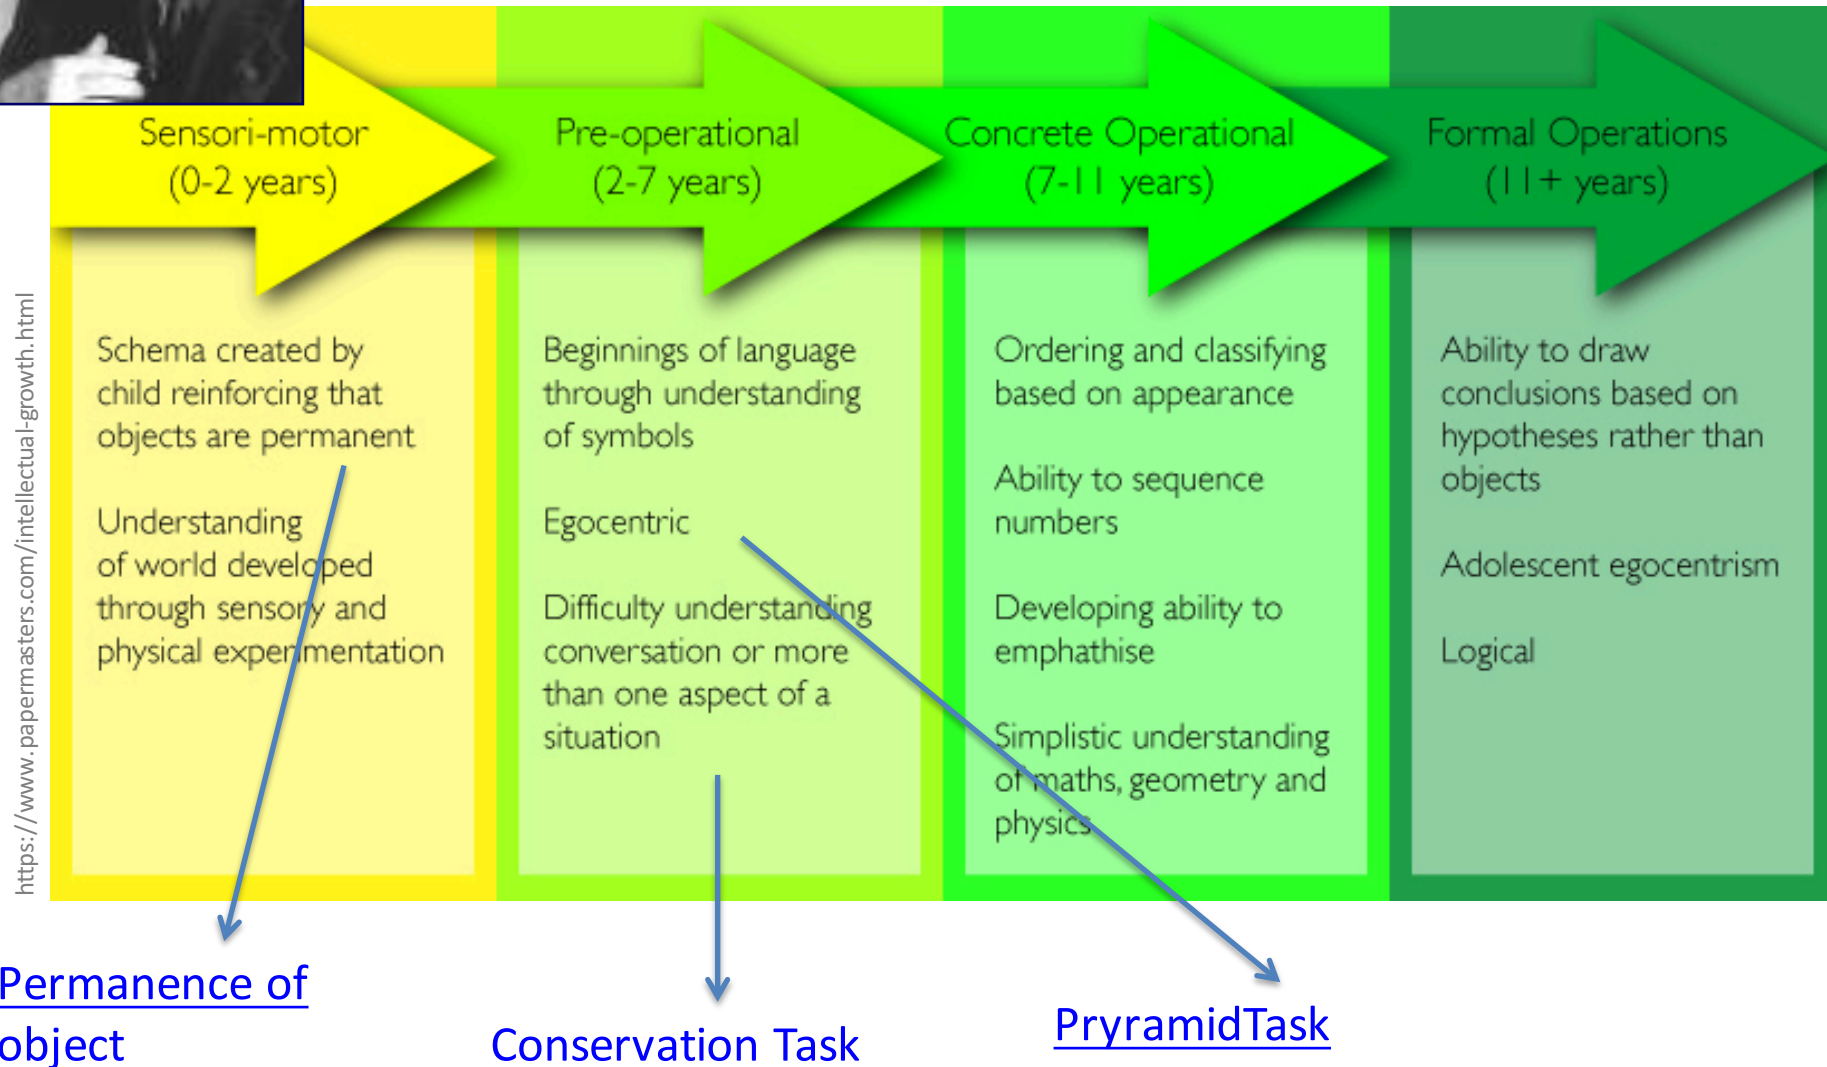 Sensori-motor
(0-2 years)
Pre-operational
(2-7 years)
Concrete Operational
(7-11 years)
Formal Operations
(11+ years)
Schema created by
child reinforcing that
objects are permanent
Understanding
of world developed
through sensory and
physical experimentation
Beginnings of language
through understanding
of symbols
Egocentric
Difficulty understanding
conversation or more
than one aspect of a
situation
Ordering and classifying
based on appearance
Ability to sequence
numbers
Developing ability to
emphathise
Simplistic understanding
of maths, geometry and
physics
Ability to draw
conclusions based on
hypotheses rather than
objects
Adolescent egocentrism
Logical
https://www.papermasters.com/intellectual-growth.html
Permanence of
object
Conservation Task
PryramidTask